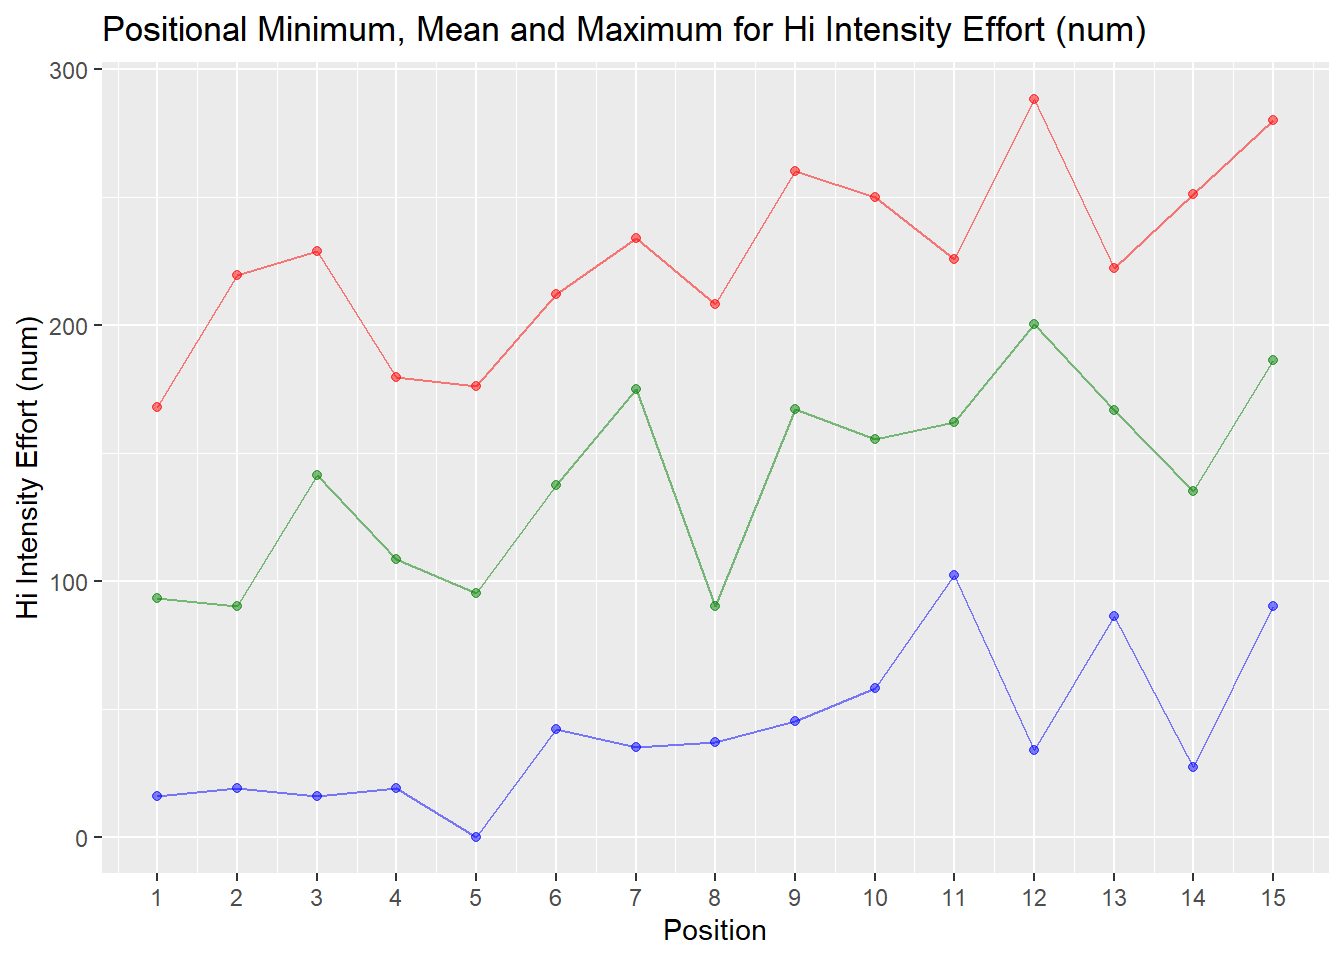 Positional Minimum, Mean and Maximum for Hi Intensity Effort (num)
Hi Intensity Effort (num)
300
200
100
0
1 2 3 4 5 6 7 8 9 10 11 12 13 14 15
Position